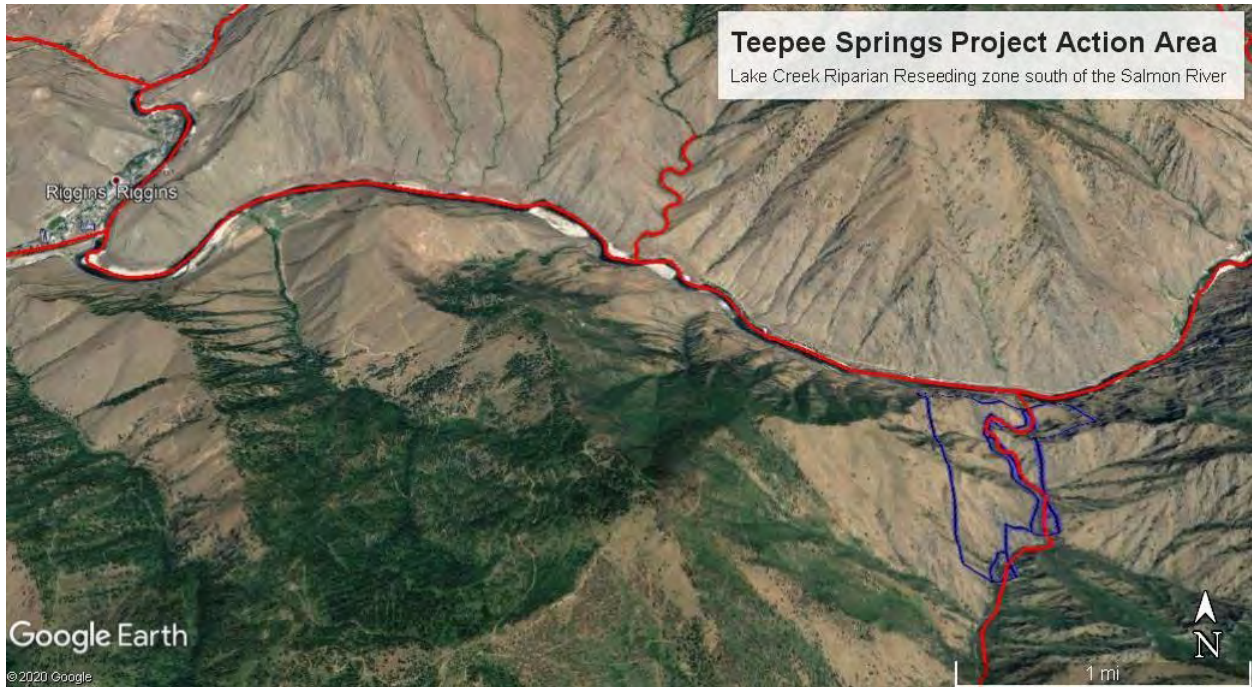 Teepee Springs Project Action Area
Lake Creek Riparian Reseeding zone south of the Salmon River
Riggins Riggins
Google Earth
N
© 2020 Google
1 mi